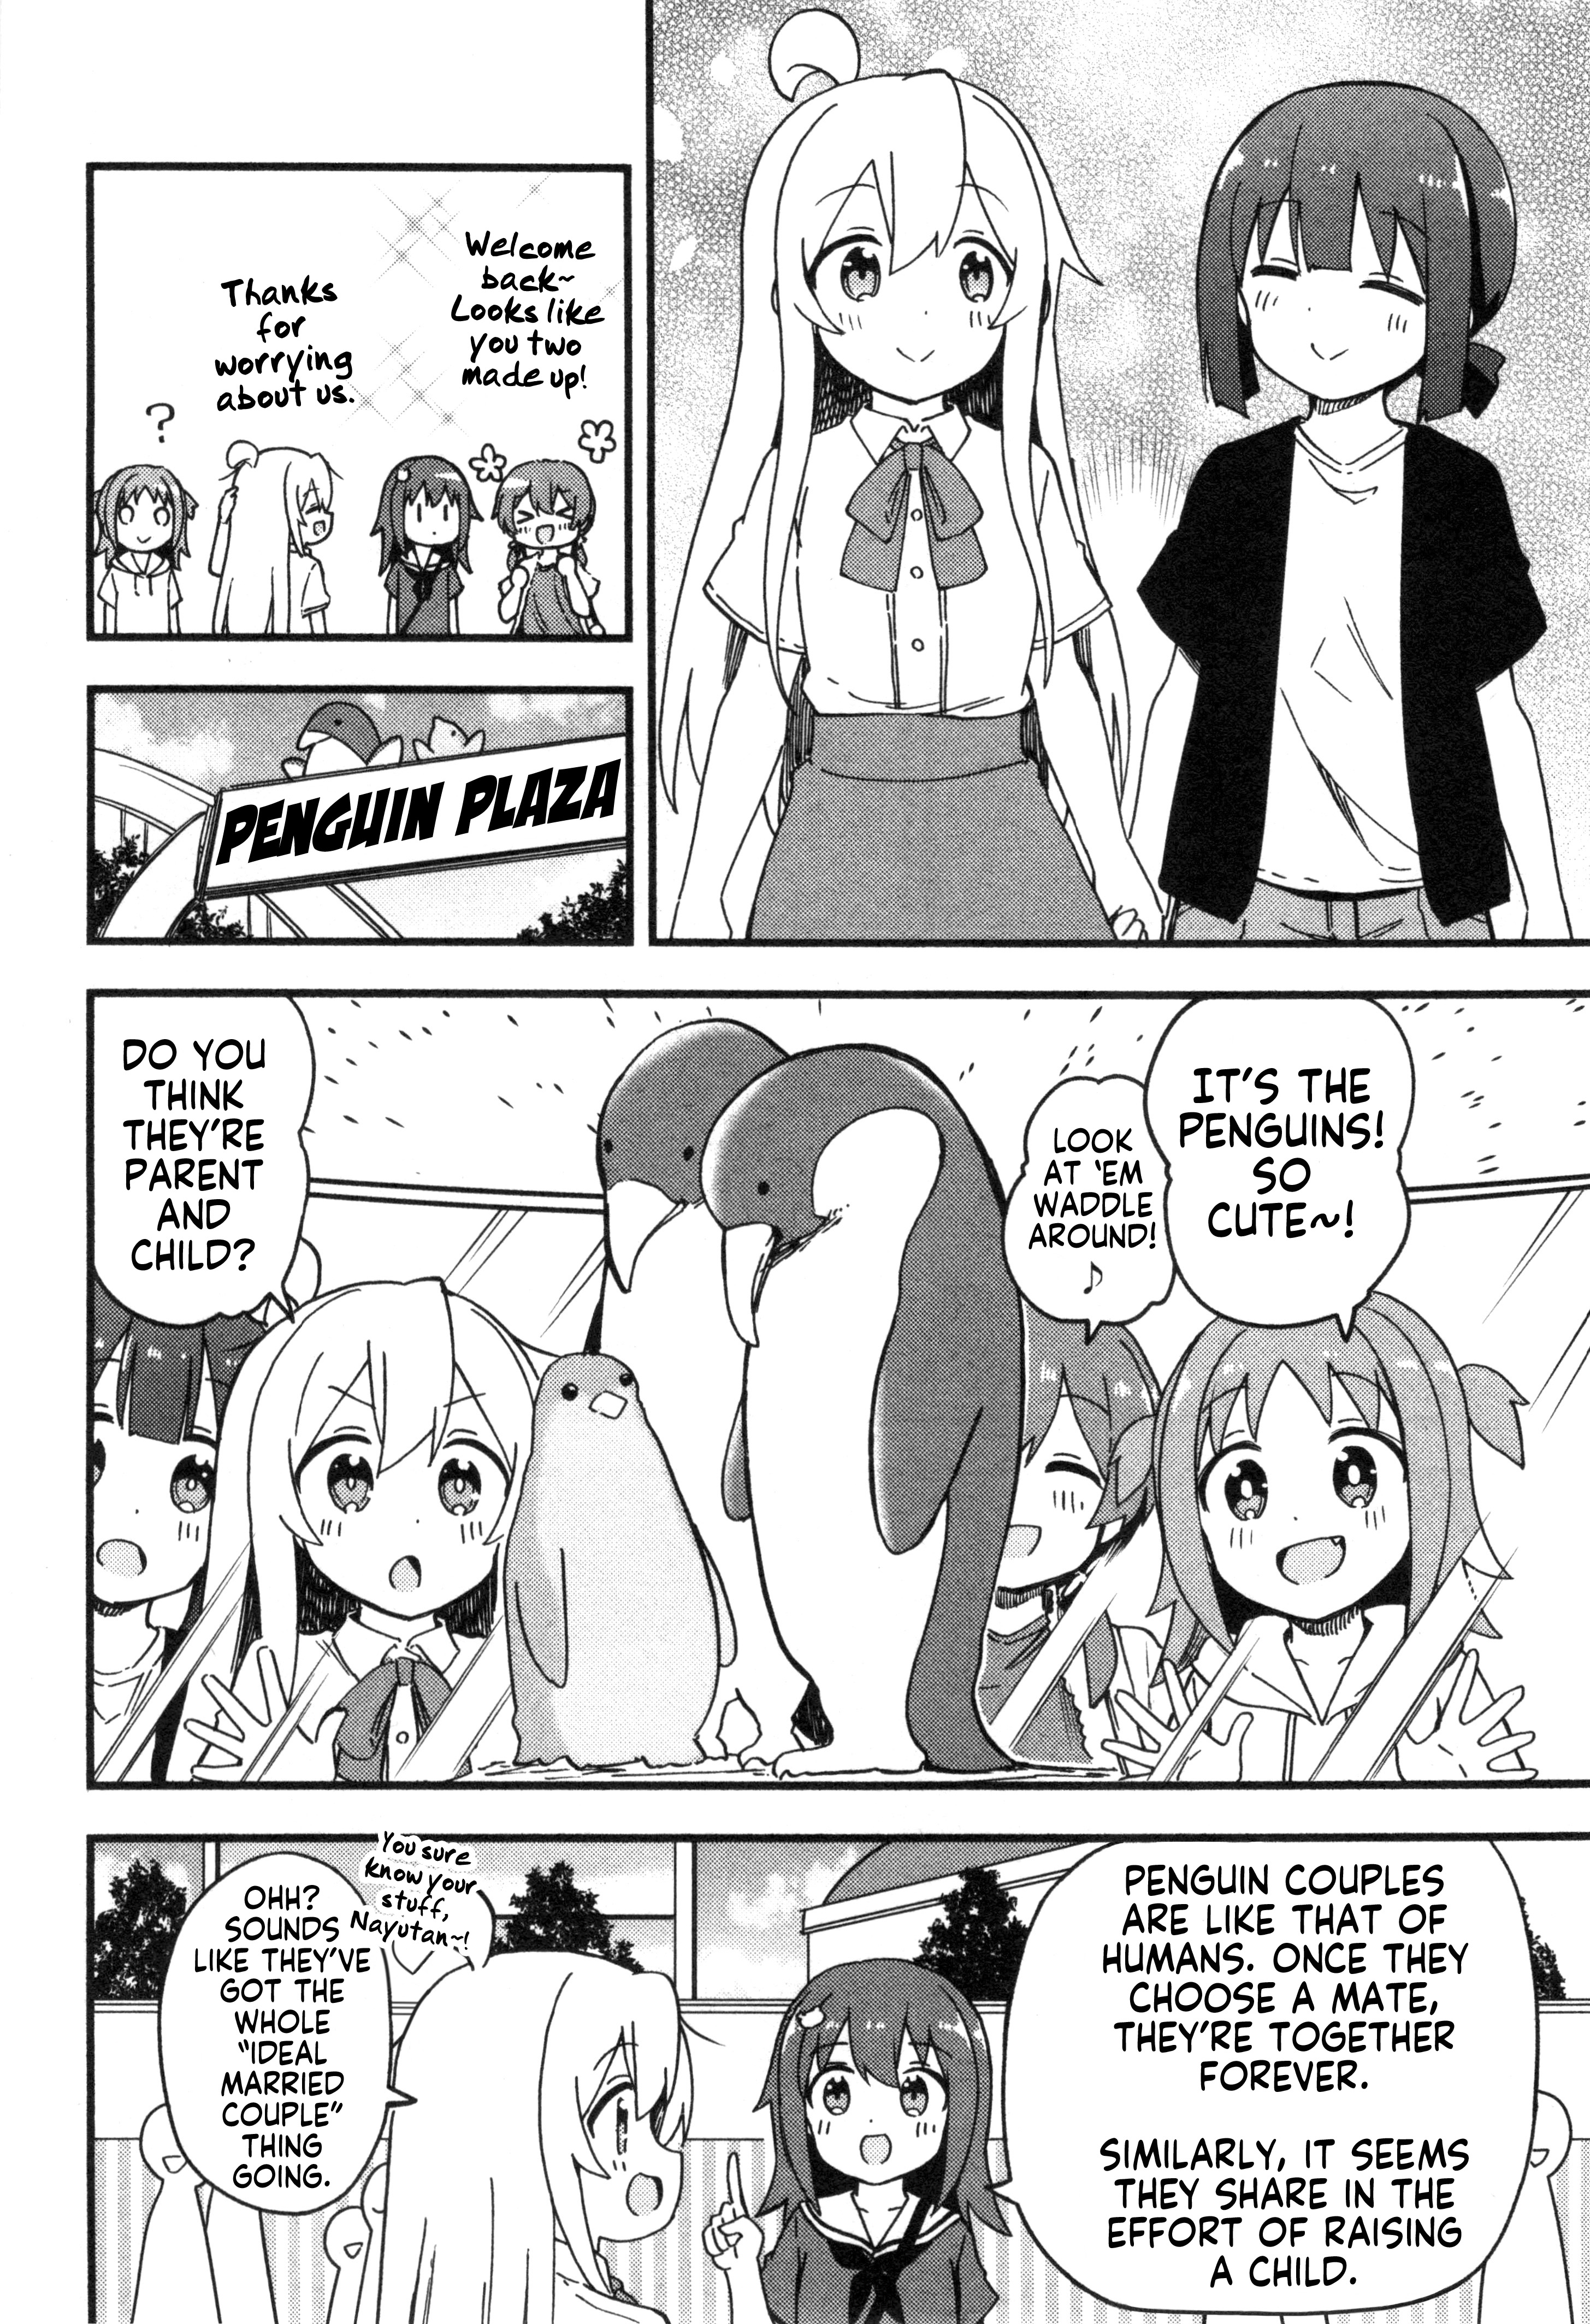 Welcome
back~
Looks like
you two
made up!
Thanks
for
worrying
about us.
?
PENGUIN PLAZA
IT'S THE
PENGUINS!
SO
CUTE~!
LOOK
AT 'EM
WADDLE
AROUND!
♪
DO YOU
THINK
THEY'RE
PARENT
AND
CHILD?
PENGUIN COUPLES
ARE LIKE THAT OF
HUMANS. ONCE THEY
CHOOSE A MATE,
THEY'RE TOGETHER
FOREVER.
SIMILARLY, IT SEEMS
THEY SHARE IN THE
EFFORT OF RAISING
A CHILD.
You sure
know your
stuff,
Nayutan~!
OHH?
SOUNDS
LIKE THEY'VE
GOT THE
WHOLE
"IDEAL
MARRIED
COUPLE"
THING
GOING.